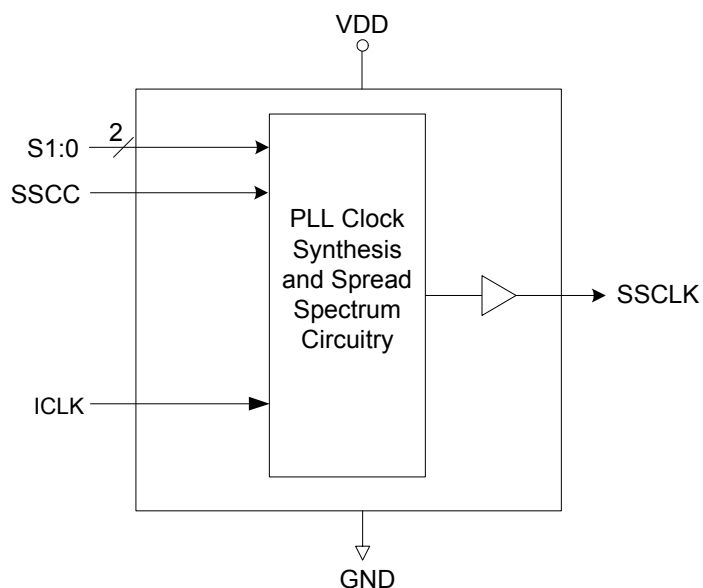 VDD
2
S1:0
SSCC
PLL Clock
Synthesis
and Spread
Spectrum
Circuitry
SSCLK
ICLK
GND